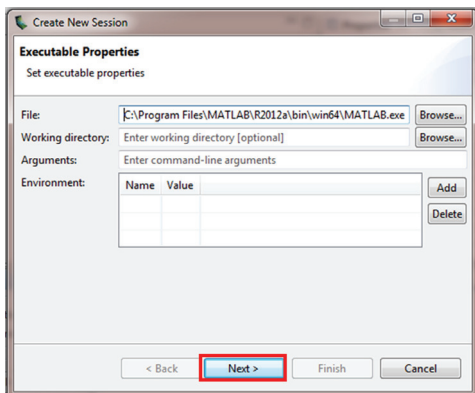 Create New Session
Executable Properties
Set executable properties
File: C:\Program Files\MATLAB\R2012a\bin\win64\MATLAB.exe Browse...
Working directory: Enter working directory [optional] Browse...
Arguments: Enter command-line arguments
Environment: Name Value Add
Delete
< Back Next > Finish Cancel